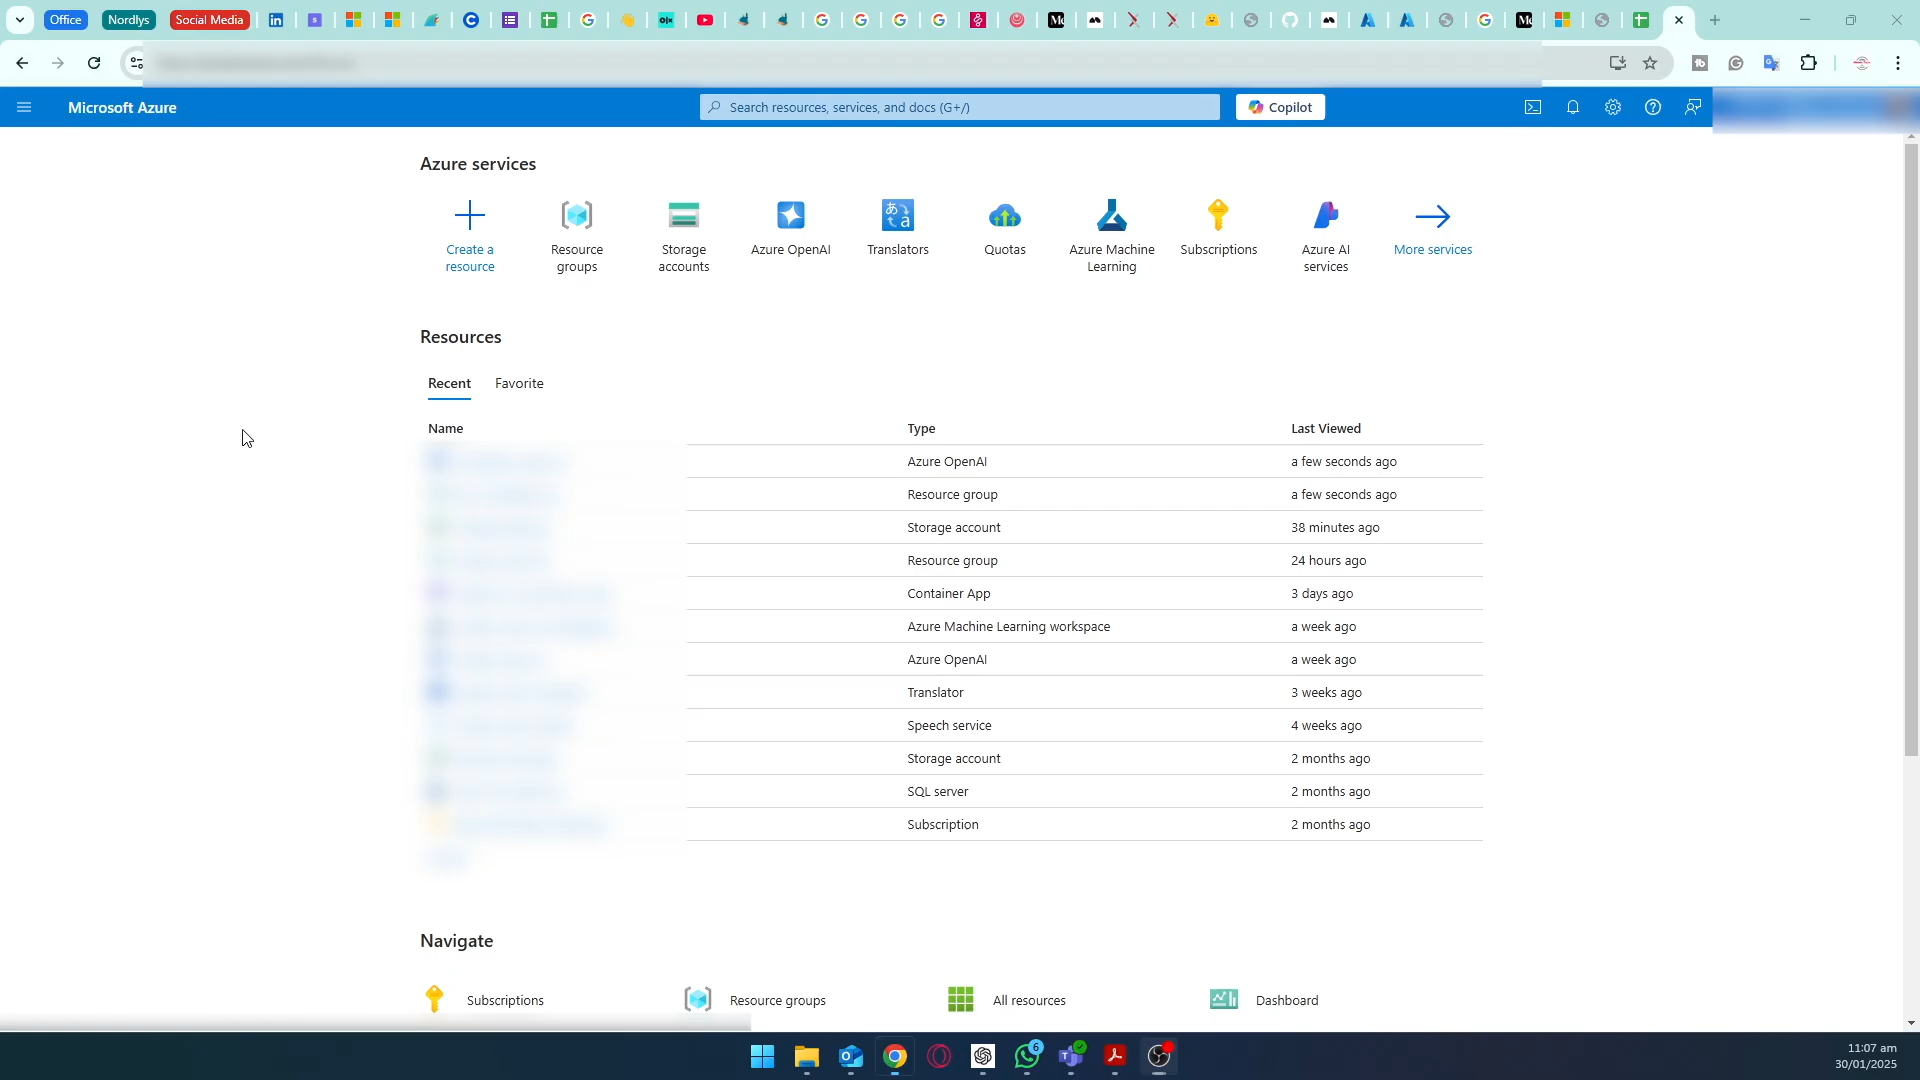 Office
Nordlys
Social Media
Microsoft Azure
Search resources, services, and docs (G+/)
Copilot
Azure services
Create a resource
Resource groups
Storage accounts
Azure OpenAI
Translators
Quotas
Azure Machine Learning
Subscriptions
Azure AI services
More services
Resources
Recent Favorite
Name Type Last Viewed
Azure OpenAI a few seconds ago
Resource group a few seconds ago
Storage account 38 minutes ago
Resource group 24 hours ago
Container App 3 days ago
Azure Machine Learning workspace a week ago
Azure OpenAI a week ago
Translator 3 weeks ago
Speech service 4 weeks ago
Storage account 2 months ago
SQL server 2 months ago
Subscription 2 months ago
Navigate
Subscriptions Resource groups All resources Dashboard
6
11:07 am
30/01/2025